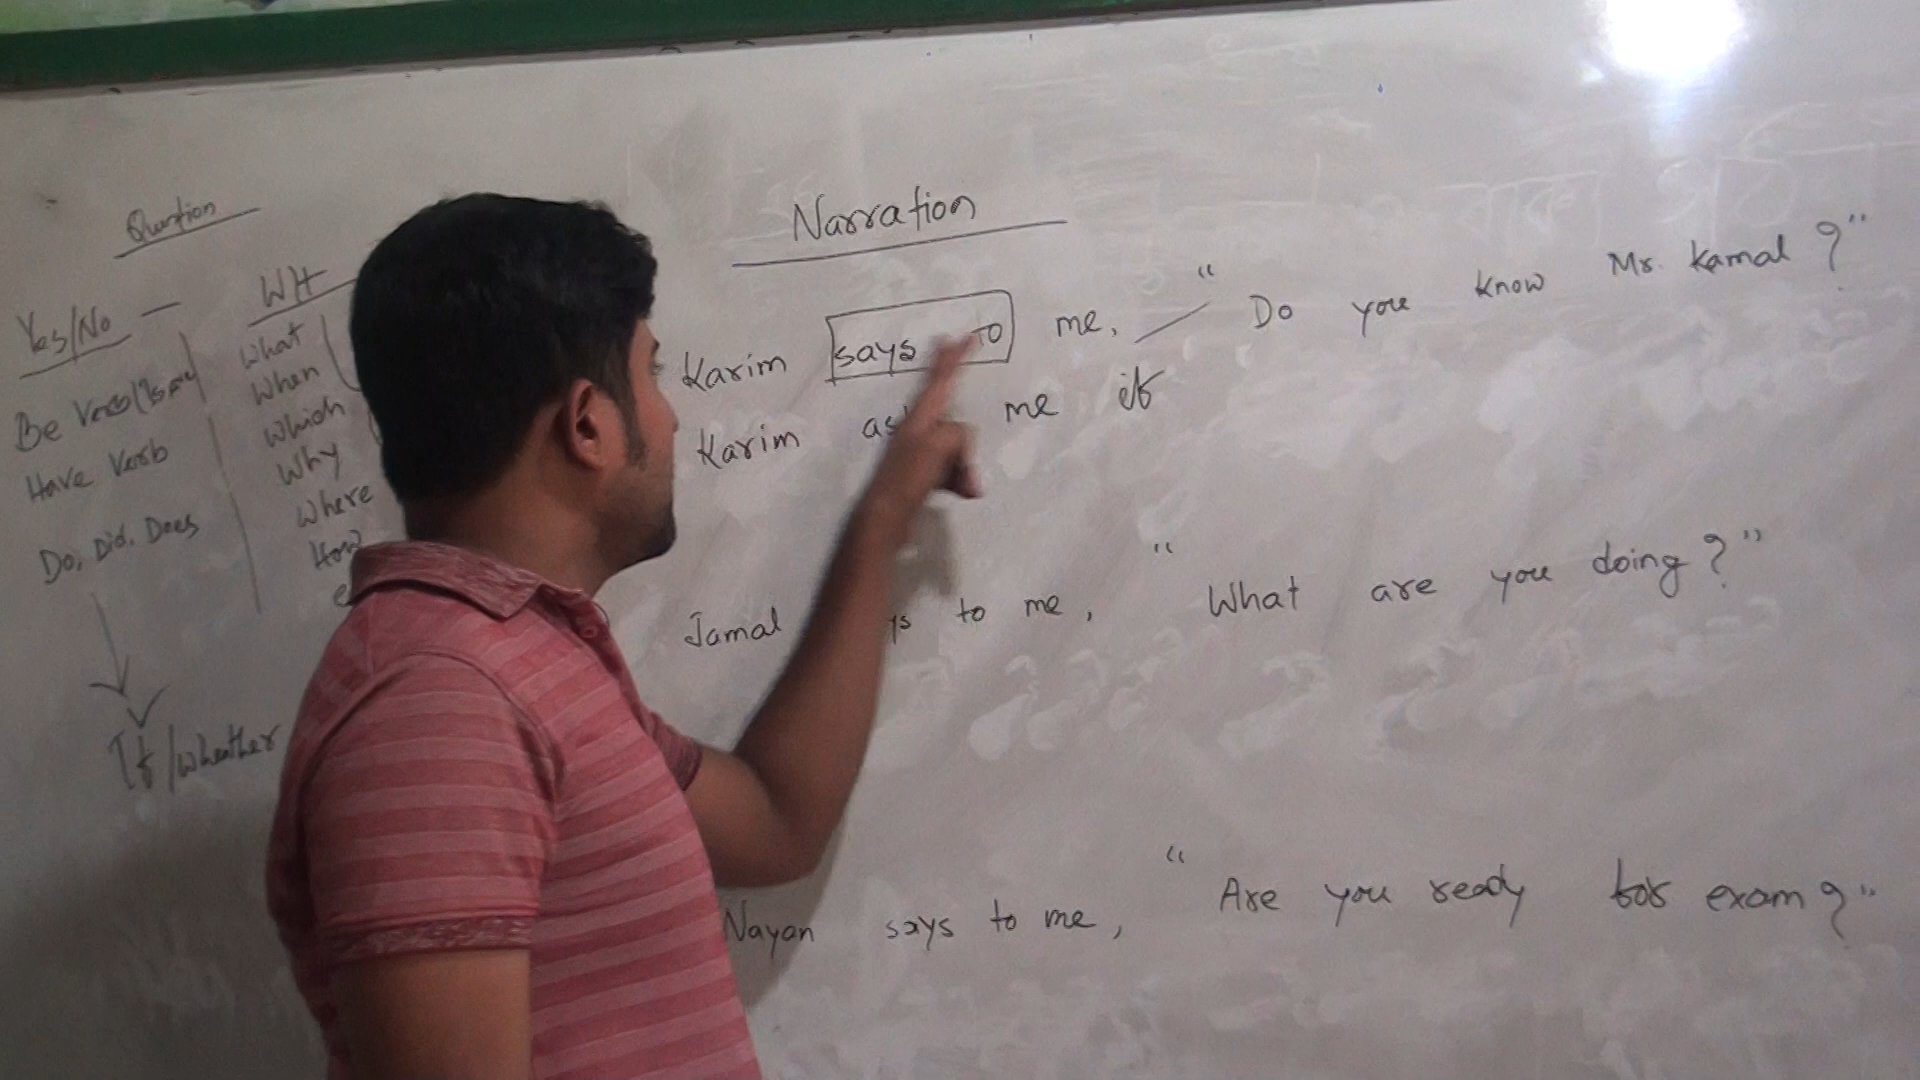 Narration
Karim says to me, " Do you know Mr. Kamal ?"
Karim me if
Jamal to me, " What are you doing ?"
Nayan says to me, " Are you ready for exam ?"
Question
Yes/No —
Be Verb
Have Verb
Do, Did, Does
If/wheather
WH
What
When
Which
Why
Where
How